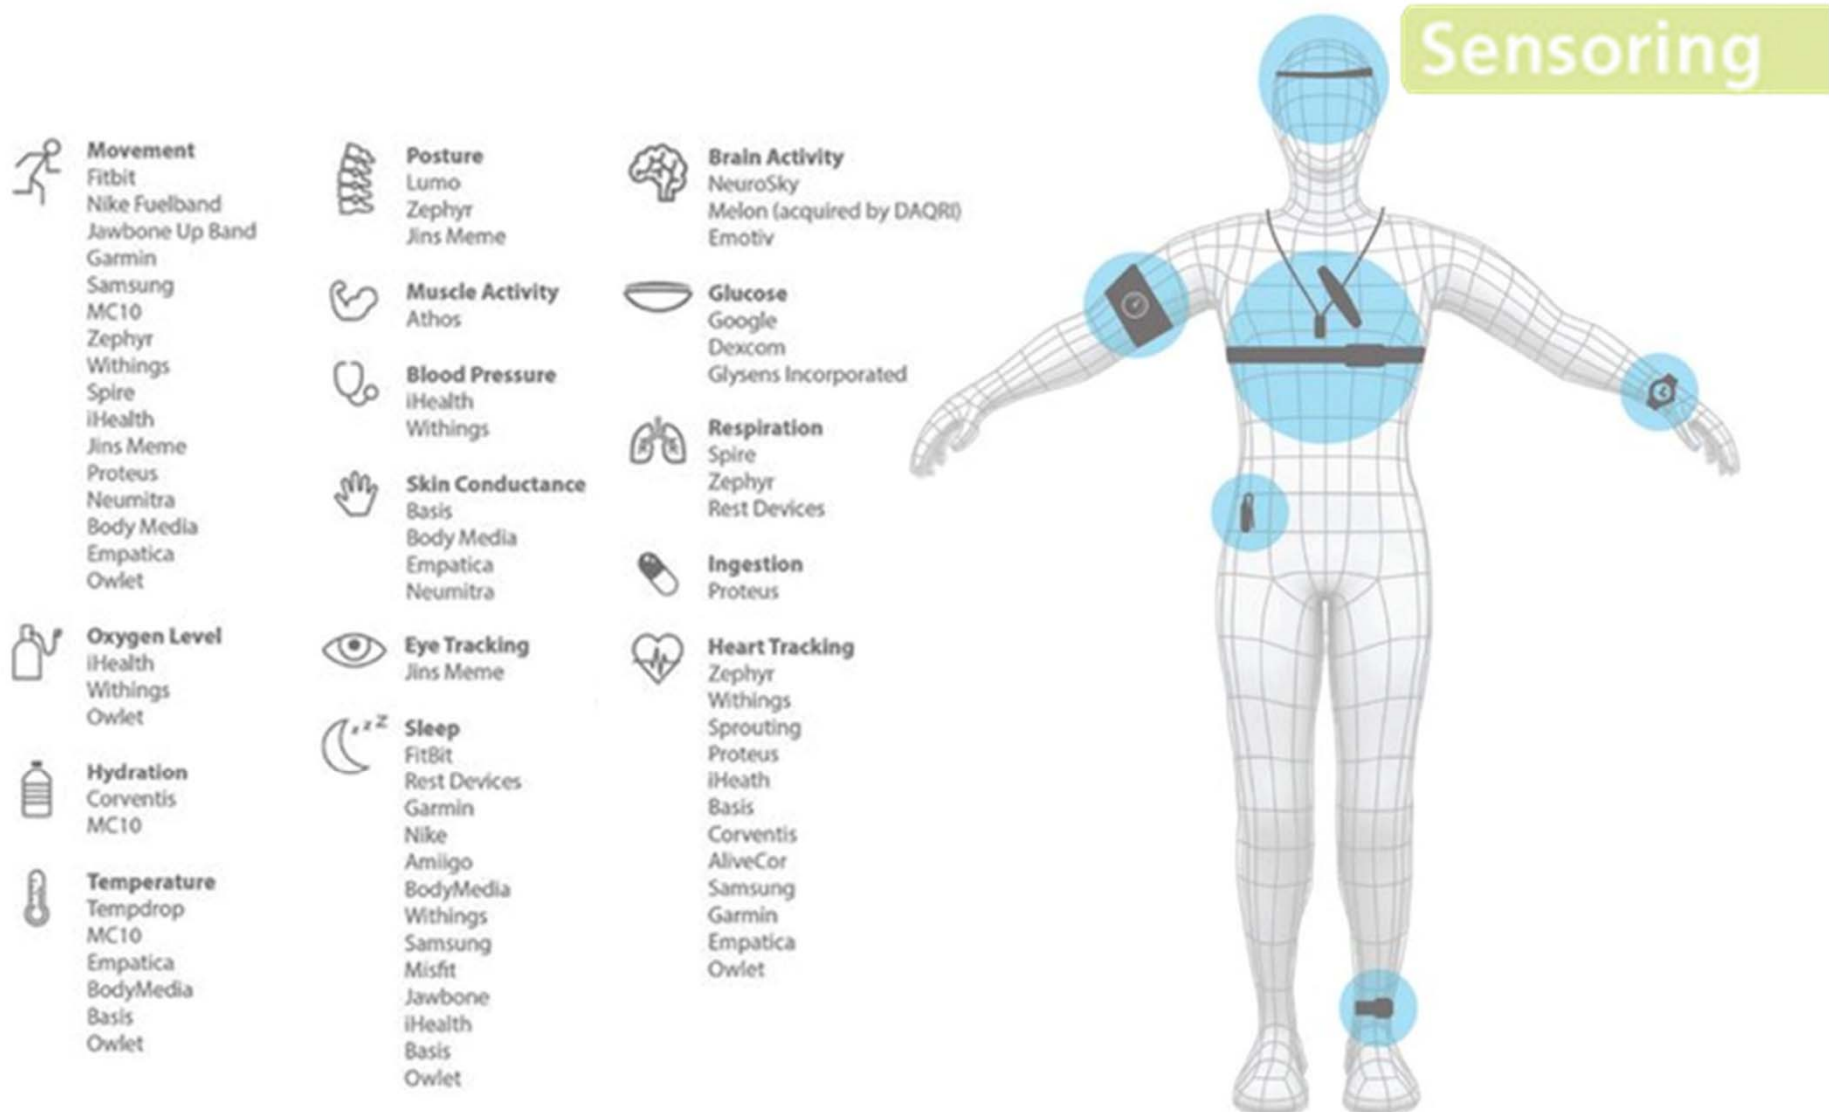 Sensoring
Movement
Fitbit
Nike Fuelband
Jawbone Up Band
Garmin
Samsung
MC10
Zephyr
Withings
Spire
iHealth
Jins Meme
Proteus
Neumitra
Body Media
Empatica
Owlet
Oxygen Level
iHealth
Withings
Owlet
Hydration
Corventis
MC10
Temperature
Tempdrop
MC10
Empatica
BodyMedia
Basis
Owlet
Posture
Lumo
Zephyr
Jins Meme
Muscle Activity
Athos
Blood Pressure
iHealth
Withings
Skin Conductance
Basis
Body Media
Empatica
Neumitra
Eye Tracking
Jins Meme
zzZ
Sleep
FitBit
Rest Devices
Garmin
Nike
Amiigo
BodyMedia
Withings
Samsung
Misfit
Jawbone
iHealth
Basis
Owlet
Brain Activity
NeuroSky
Melon (acquired by DAQRI)
Emotiv
Glucose
Google
Dexcom
Glysens Incorporated
Respiration
Spire
Zephyr
Rest Devices
Ingestion
Proteus
Heart Tracking
Zephyr
Withings
Sprouting
Proteus
iHeath
Basis
Corventis
AliveCor
Samsung
Garmin
Empatica
Owlet